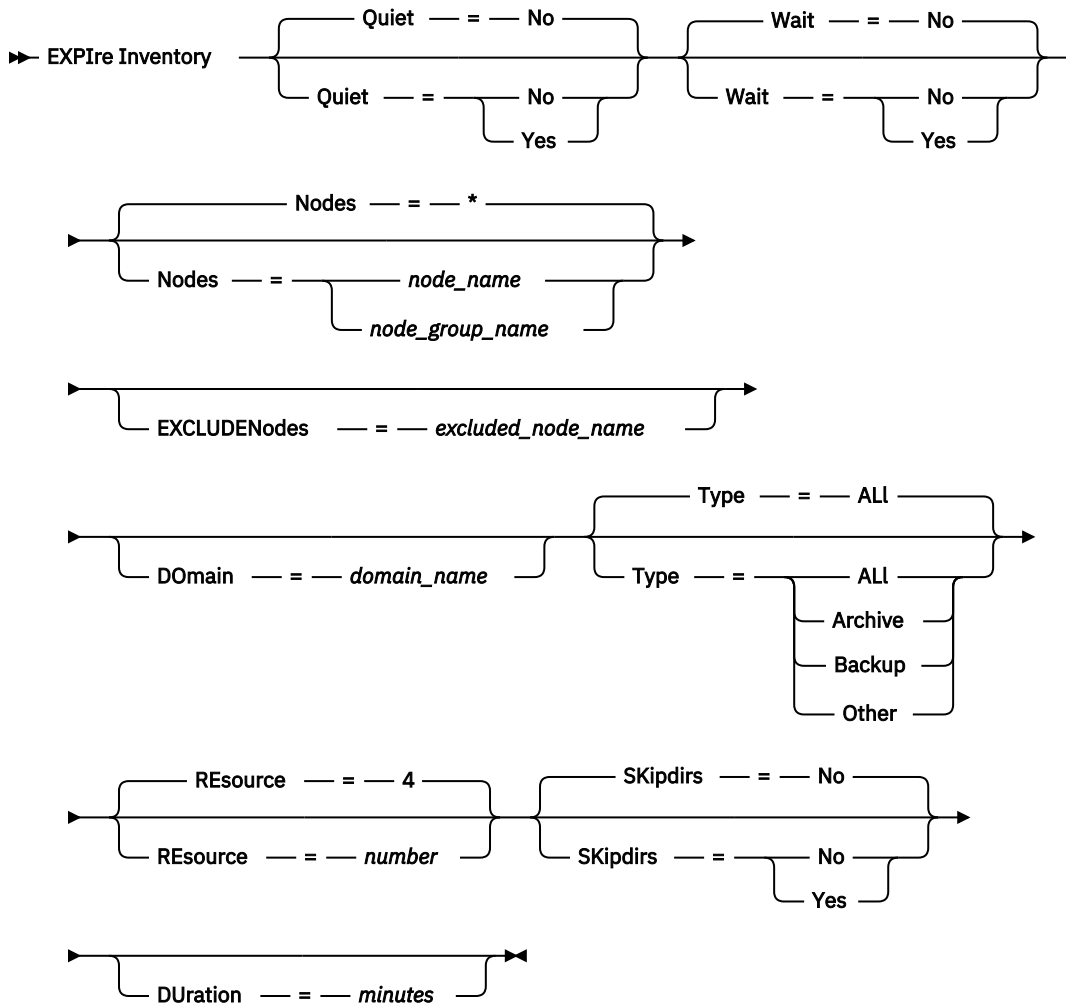 Quiet = No Wait = No
EXPIre Inventory
Quiet = No Wait = No
Yes Yes
Nodes = *
Nodes = node_name
node_group_name
EXCLUDENodes = excluded_node_name
Type = ALl
DOmain = domain_name Type = ALl
Archive
Backup
Other
REsource = 4 SKipdirs = No
REsource = number SKipdirs = No
Yes
DUration = minutes